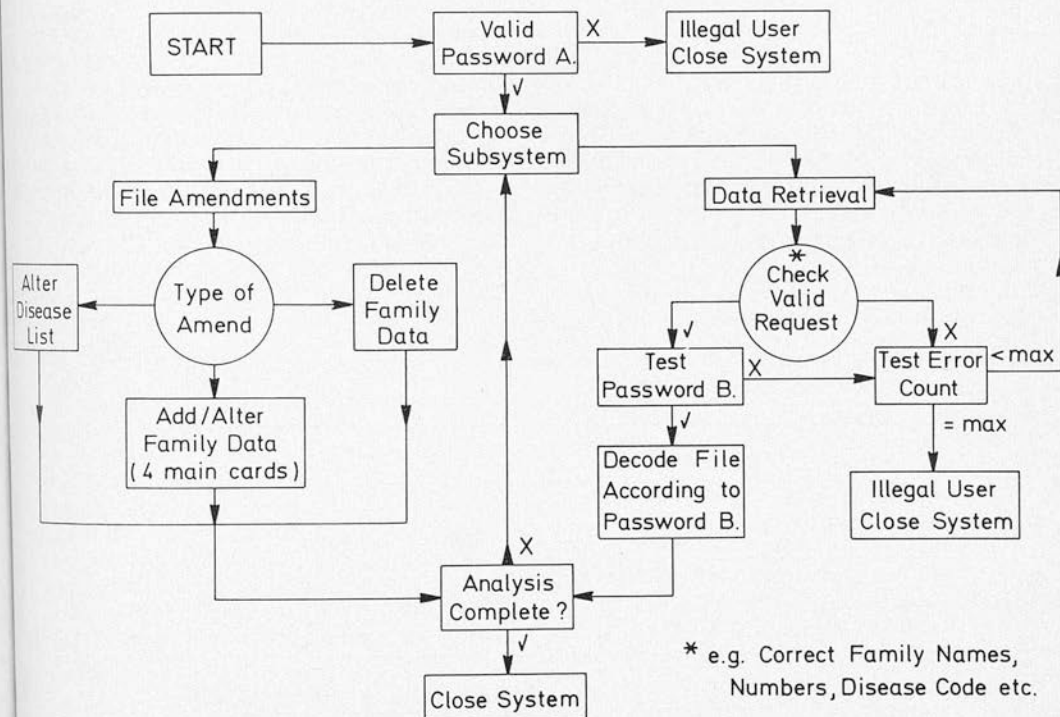 START
Valid
Password A.
X
Illegal User
Close System
✓
Choose
Subsystem
File Amendments
Data Retrieval
Alter
Disease
List
Type of
Amend
Delete
Family
Data
*
Check
Valid
Request
✓
X
Test
Password B.
X
Test Error
Count
< max
Add/Alter
Family Data
(4 main cards)
✓
= max
Decode File
According to
Password B.
Illegal User
Close System
X
Analysis
Complete ?
✓
Close System
* e.g. Correct Family Names,
Numbers, Disease Code etc.